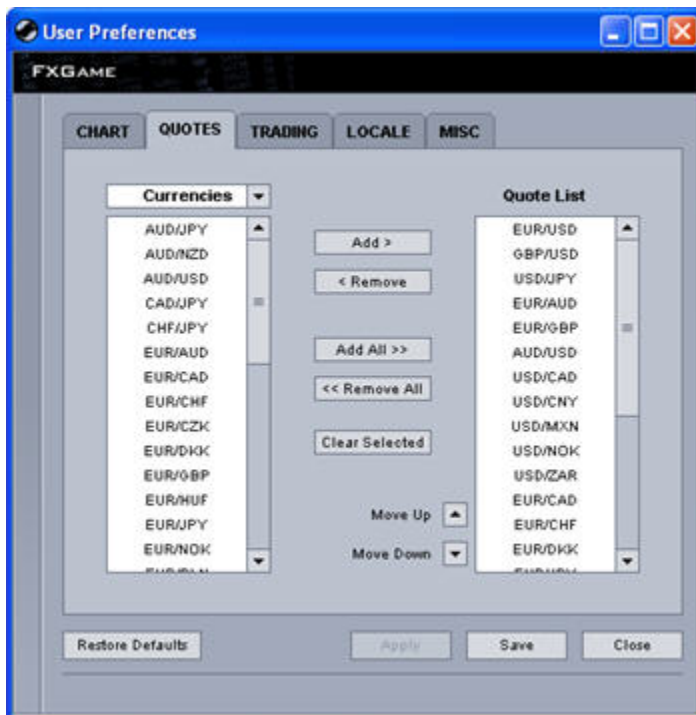 User Preferences
FXGAME
CHART
QUOTES
TRADING
LOCALE
MISC
Currencies
AUD/JPY
AUD/NZD
AUD/USD
CAD/JPY
CHF/JPY
EUR/AUD
EUR/CAD
EUR/CHF
EUR/CZK
EUR/DKK
EUR/GBP
EUR/HUF
EUR/JPY
EUR/NOK
Add >
< Remove
Add All >>
<< Remove All
Clear Selected
Move Up
Move Down
Quote List
EUR/USD
GBP/USD
USD/JPY
EUR/AUD
EUR/GBP
AUD/USD
USD/CAD
USD/CNY
USD/MXN
USD/NOK
USD/ZAR
EUR/CAD
EUR/CHF
EUR/DKK
Restore Defaults
Apply
Save
Close